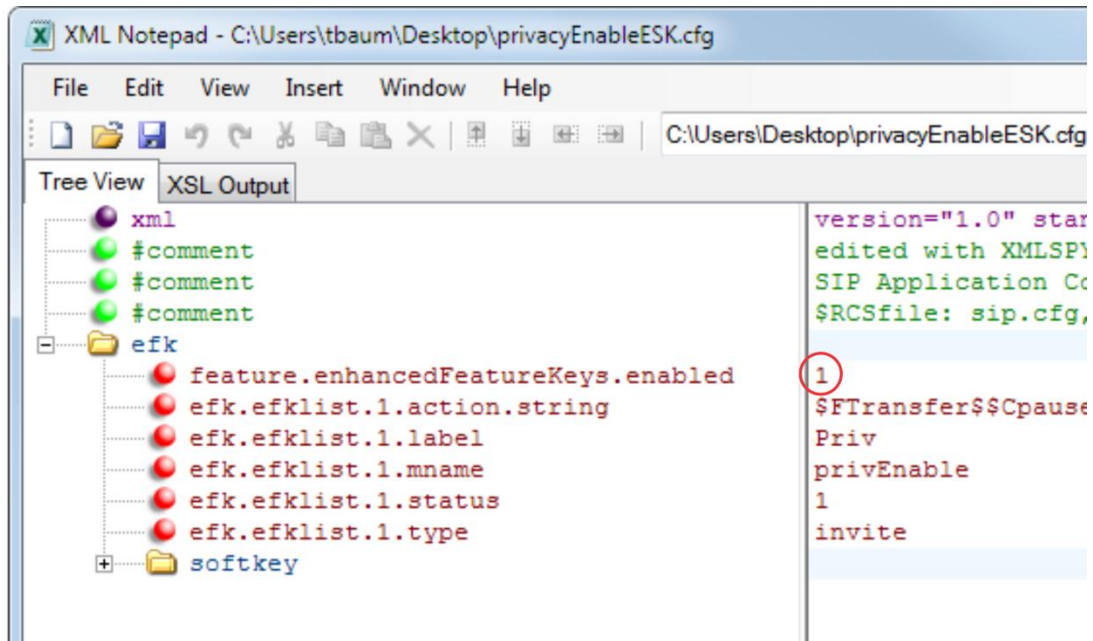 XML Notepad - C:\Users\tbaum\Desktop\privacyEnableESK.cfg
File Edit View Insert Window Help
C:\Users\Desktop\privacyEnableESK.cfg
Tree View XSL Output
xml version="1.0" stan
#comment edited with XMLSPY
#comment SIP Application Co
#comment $RCSfile: sip.cfg,
efk
feature.enhancedFeatureKeys.enabled 1
efk.efklist.1.action.string $FTransfer$$Cpause
efk.efklist.1.label Priv
efk.efklist.1.mname privEnable
efk.efklist.1.status 1
efk.efklist.1.type invite
softkey